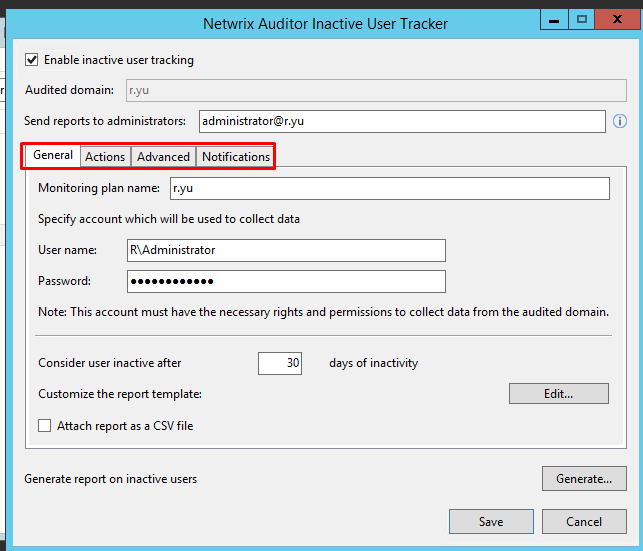 Netwrix Auditor Inactive User Tracker
Enable inactive user tracking
Audited domain: r.yu
Send reports to administrators: administrator@r.yu
General Actions Advanced Notifications
Monitoring plan name: r.yu
Specify account which will be used to collect data
User name: R\Administrator
Password: ●●●●●●●●●●●●
Note: This account must have the necessary rights and permissions to collect data from the audited domain.
Consider user inactive after 30 days of inactivity
Customize the report template: Edit...
Attach report as a CSV file
Generate report on inactive users Generate...
Save Cancel